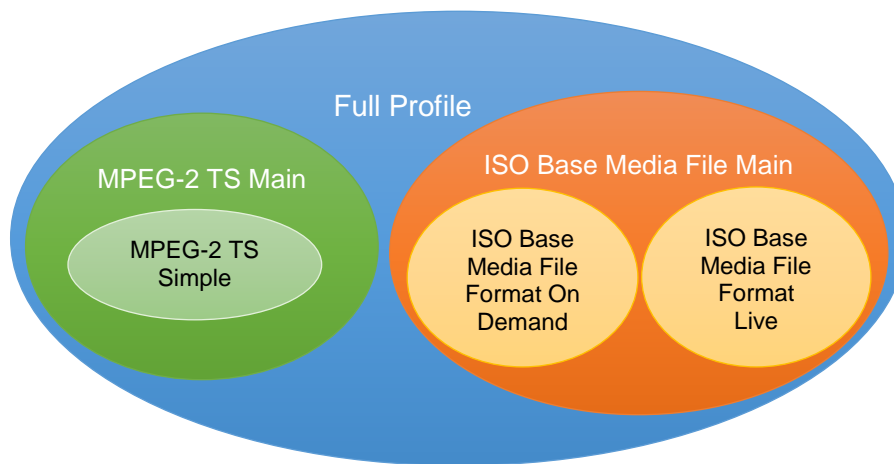 Full Profile
MPEG-2 TS Main
MPEG-2 TS
Simple
ISO Base Media File Main
ISO Base
Media File
Format On
Demand
ISO Base
Media File
Format
Live